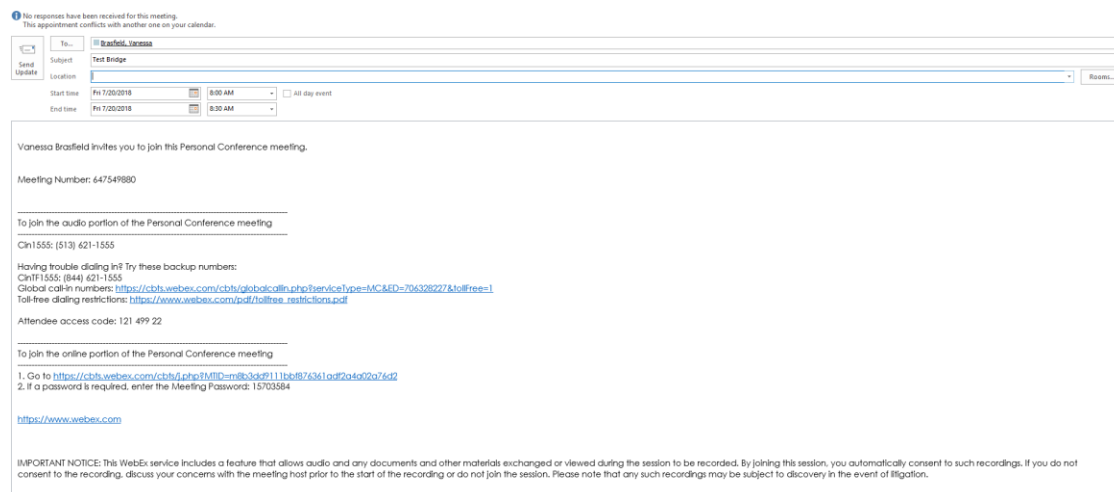 No responses have been received for this meeting.
This appointment conflicts with another one on your calendar.
To...
Brasfield, Vanessa
Send
Update
Subject
Test Bridge
Location
Rooms...
Start time
Fri 7/20/2018
8:00 AM
All day event
End time
Fri 7/20/2018
8:30 AM
Vanessa Brasfield invites you to join this Personal Conference meeting.
Meeting Number: 647549880
-------------------------------------------------------
To join the audio portion of the Personal Conference meeting
-------------------------------------------------------
Cin1555: (513) 621-1555
Having trouble dialing in? Try these backup numbers:
CinTF1555: (844) 621-1555
Global call-in numbers: https://cbts.webex.com/cbts/globalcallin.php?serviceType=MC&ED=706328227&tollFree=1
Toll-free dialing restrictions: https://www.webex.com/pdf/tollfree_restrictions.pdf
Attendee access code: 121 499 22
-------------------------------------------------------
To join the online portion of the Personal Conference meeting
-------------------------------------------------------
1. Go to https://cbts.webex.com/cbts/j.php?MTID=m8b3dd9111bbf876361adf2a4a02a76d2
2. If a password is required, enter the Meeting Password: 15703584
https://www.webex.com
IMPORTANT NOTICE: This WebEx service includes a feature that allows audio and any documents and other materials exchanged or viewed during the session to be recorded. By joining this session, you automatically consent to such recordings. If you do not
consent to the recording, discuss your concerns with the meeting host prior to the start of the recording or do not join the session. Please note that any such recordings may be subject to discovery in the event of litigation.